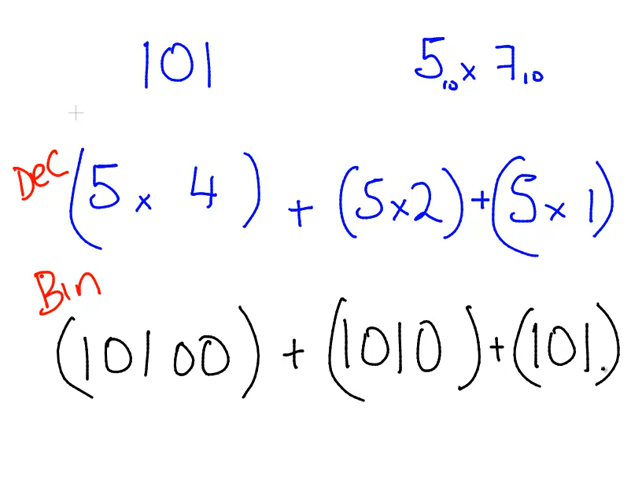 101 5₁₀ x 7₁₀
Dec (5 x 4) + (5x2) + (5 x 1)
Bin
(10100) + (1010) + (101.)